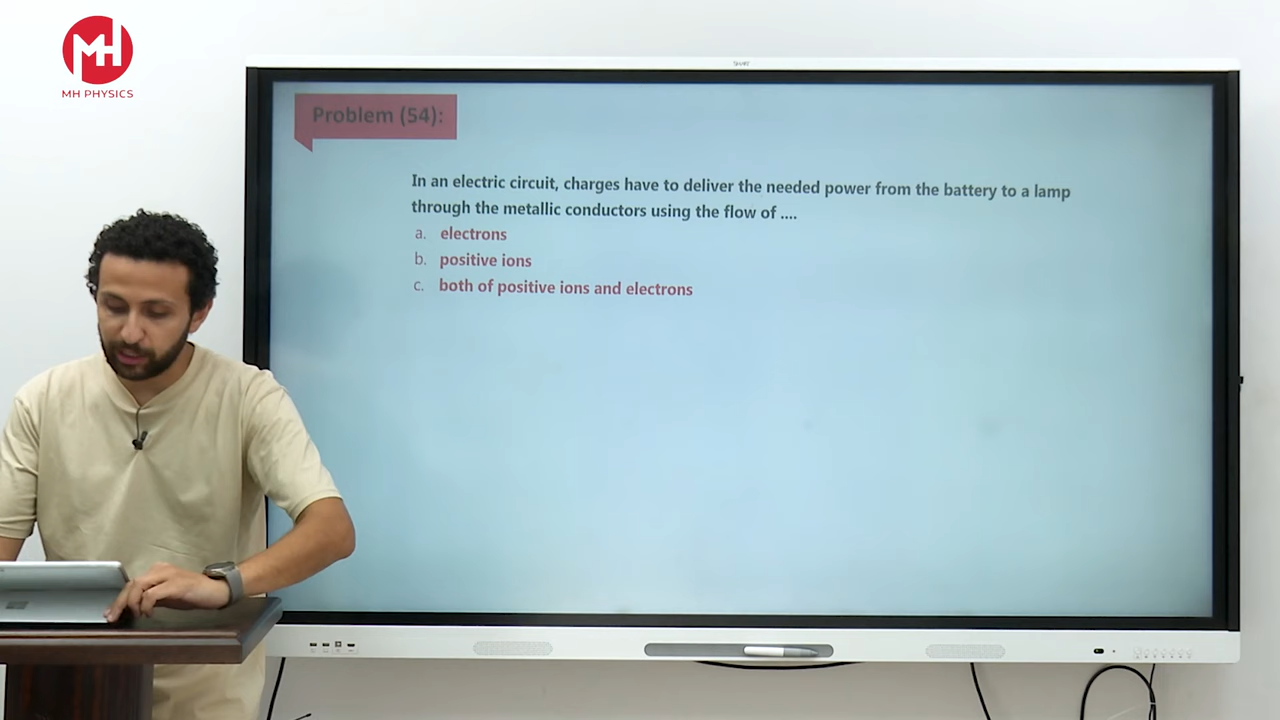 MH
MH PHYSICS
SMART
Problem (54):
In an electric circuit, charges have to deliver the needed power from the battery to a lamp
through the metallic conductors using the flow of ....
a. electrons
b. positive ions
c. both of positive ions and electrons